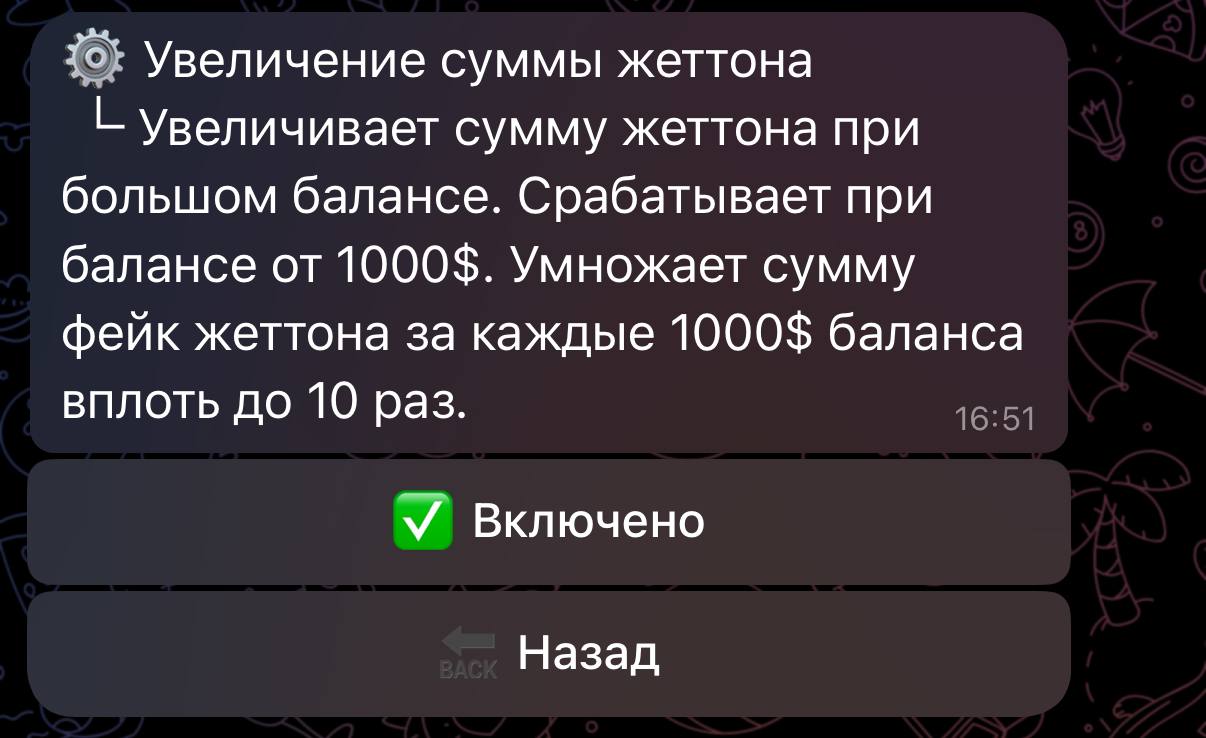 ⚙️ Увеличение суммы жеттона
└ Увеличивает сумму жеттона при
большом балансе. Срабатывает при
балансе от 1000$. Умножает сумму
фейк жеттона за каждые 1000$ баланса
вплоть до 10 раз.
16:51
✅ Включено
BACK Назад